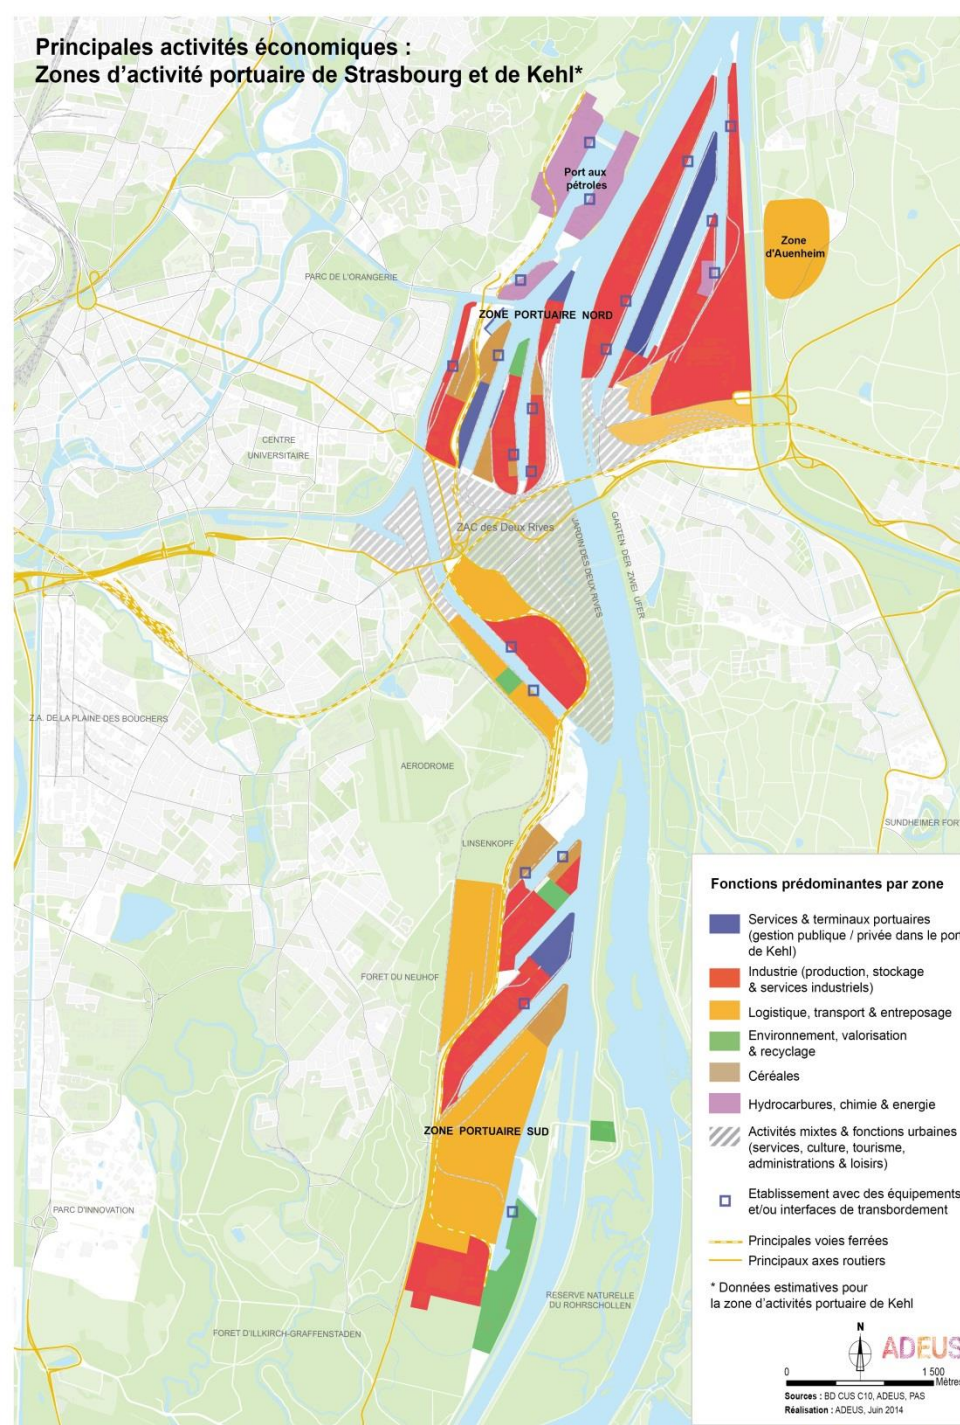 Principales activités économiques :
Zones d'activité portuaire de Strasbourg et de Kehl*
Port aux
pétroles
Zone
d'Auenheim
PARC DE L'ORANGERIE
ZONE PORTUAIRE NORD
CENTRE
UNIVERSITAIRE
ZAC des Deux Rives
JARDIN DES DEUX RIVES
GARTEN DER ZWEI UFER
Z.A. DE LA PLAINE DES BOUCHERS
AERODROME
SUNDHEIMER FORT
LINSENKOPF
FORET DU NEUHOF
ZONE PORTUAIRE SUD
PARC D'INNOVATION
RESERVE NATURELLE
DU ROHRSCHOLLEN
FORET D'ILLKIRCH-GRAFFENSTADEN
Fonctions prédominantes par zone
Services & terminaux portuaires
(gestion publique / privée dans le port
de Kehl)
Industrie (production, stockage
& services industriels)
Logistique, transport & entreposage
Environnement, valorisation
& recyclage
Céréales
Hydrocarbures, chimie & energie
Activités mixtes & fonctions urbaines
(services, culture, tourisme,
administrations & loisirs)
Etablissement avec des équipements
et/ou interfaces de transbordement
Principales voies ferrées
Principaux axes routiers
* Données estimatives pour
la zone d'activités portuaire de Kehl
N
ADEUS
0 1 500
Mètres
Sources : BD CUS C10, ADEUS, PAS
Réalisation : ADEUS, Juin 2014